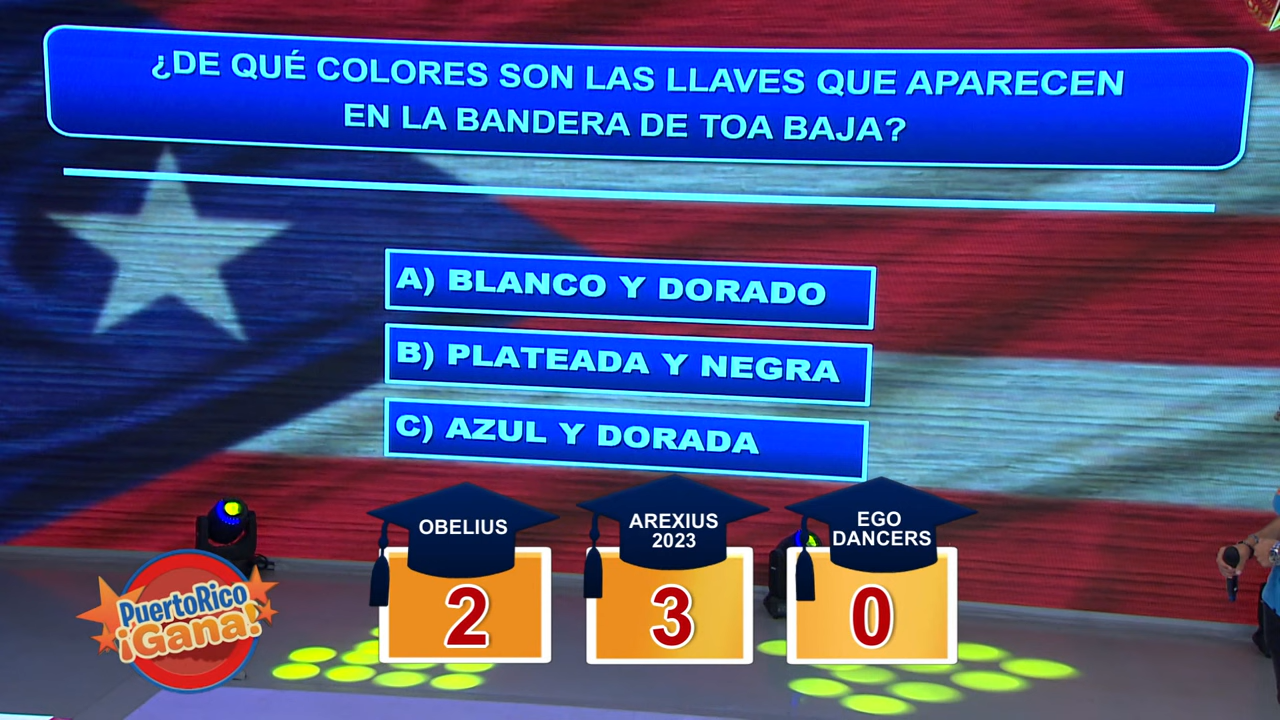 ¿DE QUÉ COLORES SON LAS LLAVES QUE APARECEN
EN LA BANDERA DE TOA BAJA?
A) BLANCO Y DORADO
B) PLATEADA Y NEGRA
C) AZUL Y DORADA
OBELIUS
2
AREXIUS
2023
3
EGO
DANCERS
0
PuertoRico
¡Gana!